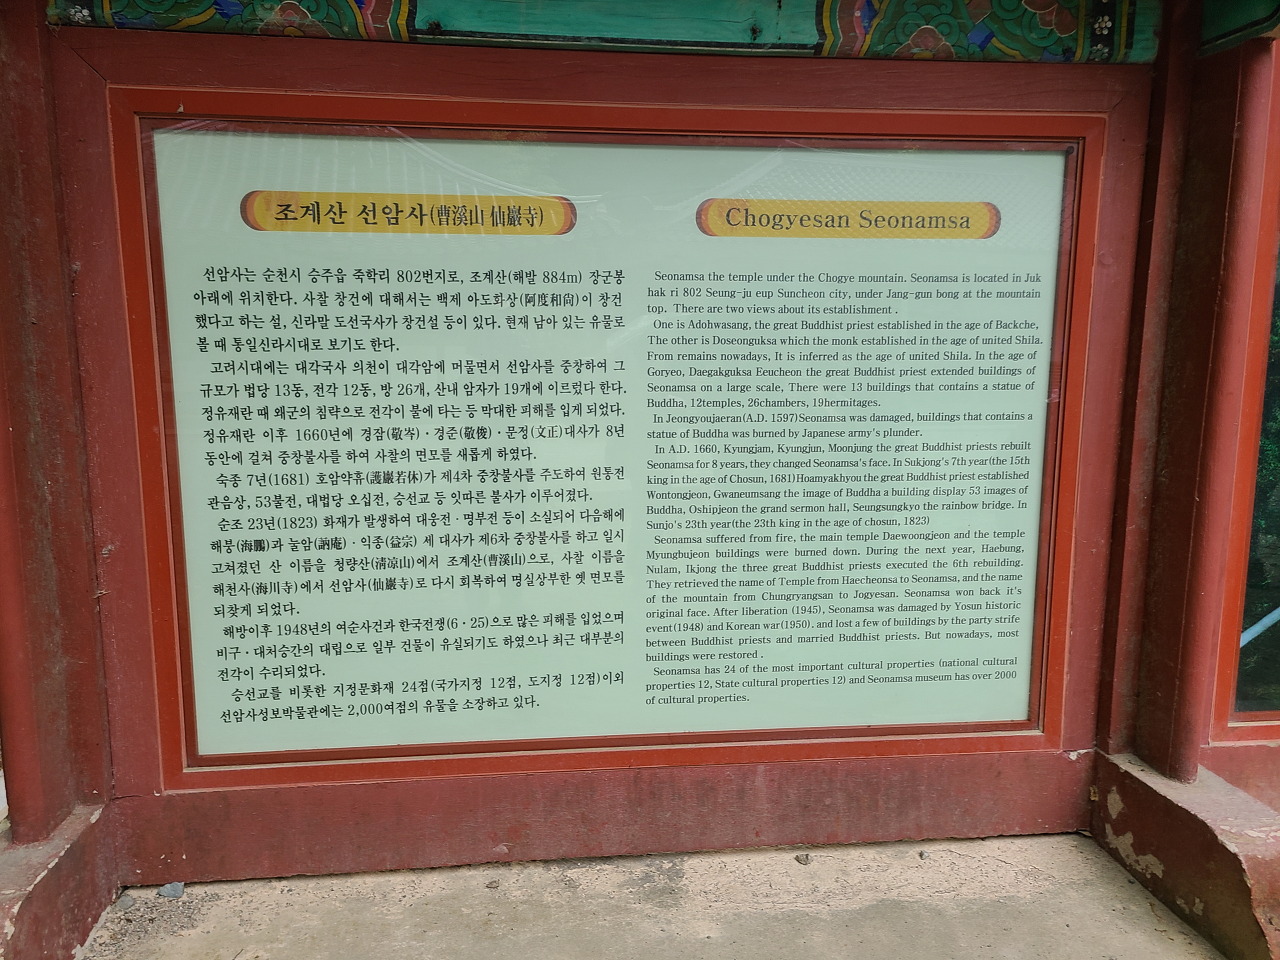 조계산 선암사(曹溪山 仙巖寺)
선암사는 순천시 승주읍 죽학리 802번지로, 조계산(해발 884m) 장군봉
아래에 위치한다. 사찰 창건에 대해서는 백제 아도화상(阿度和尙)이 창건
했다고 하는 설, 신라말 도선국사가 창건설 등이 있다. 현재 남아 있는 유물로
볼 때 통일신라시대로 보기도 한다.
고려시대에는 대각국사 의천이 대각암에 머물면서 선암사를 중창하여 그
규모가 법당 13동, 전각 12동, 방 26개, 산내 암자가 19개에 이르렀다 한다.
정유재란 때 왜군의 침략으로 전각이 불에 타는 등 막대한 피해를 입게 되었다.
정유재란 이후 1660년에 경잠(敬岑)·경준(敬俊)·문정(文正)대사가 8년
동안에 걸쳐 중창불사를 하여 사찰의 면모를 새롭게 하였다.
숙종 7년(1681) 호암약휴(護巖若休)가 제4차 중창불사를 주도하여 원통전
관음상, 53불전, 대법당 오십전, 승선교 등 잇따른 불사가 이루어졌다.
순조 23년(1823) 화재가 발생하여 대웅전·명부전 등이 소실되어 다음해에
해붕(海鵬)과 눌암(訥庵)·익종(益宗) 세 대사가 제6차 중창불사를 하고 일시
고쳐졌던 산 이름을 청량산(淸凉山)에서 조계산(曹溪山)으로, 사찰 이름을
해천사(海川寺)에서 선암사(仙巖寺)로 다시 회복하여 명실상부한 옛 면모를
되찾게 되었다.
해방이후 1948년의 여순사건과 한국전쟁(6·25)으로 많은 피해를 입었으며
비구·대처승간의 대립으로 일부 건물이 유실되기도 하였으나 최근 대부분의
전각이 수리되었다.
승선교를 비롯한 지정문화재 24점(국가지정 12점, 도지정 12점)이외
선암사성보박물관에는 2,000여점의 유물을 소장하고 있다.
Chogyesan Seonamsa
Seonamsa the temple under the Chogye mountain. Seonamsa is located in Juk
hak ri 802 Seung-ju eup Suncheon city, under Jang-gun bong at the mountain
top. There are two views about its establishment .
One is Adohwasang, the great Buddhist priest established in the age of Backche,
The other is Doseonguksa which the monk established in the age of united Shila.
From remains nowadays, It is inferred as the age of united Shila. In the age of
Goryeo, Daegakguksa Eeucheon the great Buddhist priest extended buildings of
Seonamsa on a large scale, There were 13 buildings that contains a statue of
Buddha, 12temples, 26chambers, 19hermitages.
In Jeongyoujaeran(A.D. 1597)Seonamsa was damaged, buildings that contains a
statue of Buddha was burned by Japanese army's plunder.
In A.D. 1660, Kyungjam, Kyungjun, Moonjung the great Buddhist priests rebuilt
Seonamsa for 8 years, they changed Seonamsa's face. In Sukjong's 7th year(the 15th
king in the age of Chosun, 1681)Hoamyakhyou the great Buddhist priest established
Wontongjeon, Gwaneumsang the image of Buddha a building display 53 images of
Buddha, Oshipjeon the grand sermon hall, Seungsungkyo the rainbow bridge. In
Sunjo's 23th year(the 23th king in the age of chosun, 1823)
Seonamsa suffered from fire, the main temple Daewoongjeon and the temple
Myungbujeon buildings were burned down. During the next year, Haebung,
Nulam, Ikjong the three great Buddhist priests executed the 6th rebuilding.
They retrieved the name of Temple from Haecheonsa to Seonamsa, and the name
of the mountain from Chungryangsan to Jogyesan. Seonamsa won back it's
original face. After liberation (1945), Seonamsa was damaged by Yosun historic
event(1948) and Korean war(1950). and lost a few of buildings by the party strife
between Buddhist priests and married Buddhist priests. But nowadays, most
buildings were restored .
Seonamsa has 24 of the most important cultural properties (national cultural
properties 12, State cultural properties 12) and Seonamsa museum has over 2000
of cultural properties.